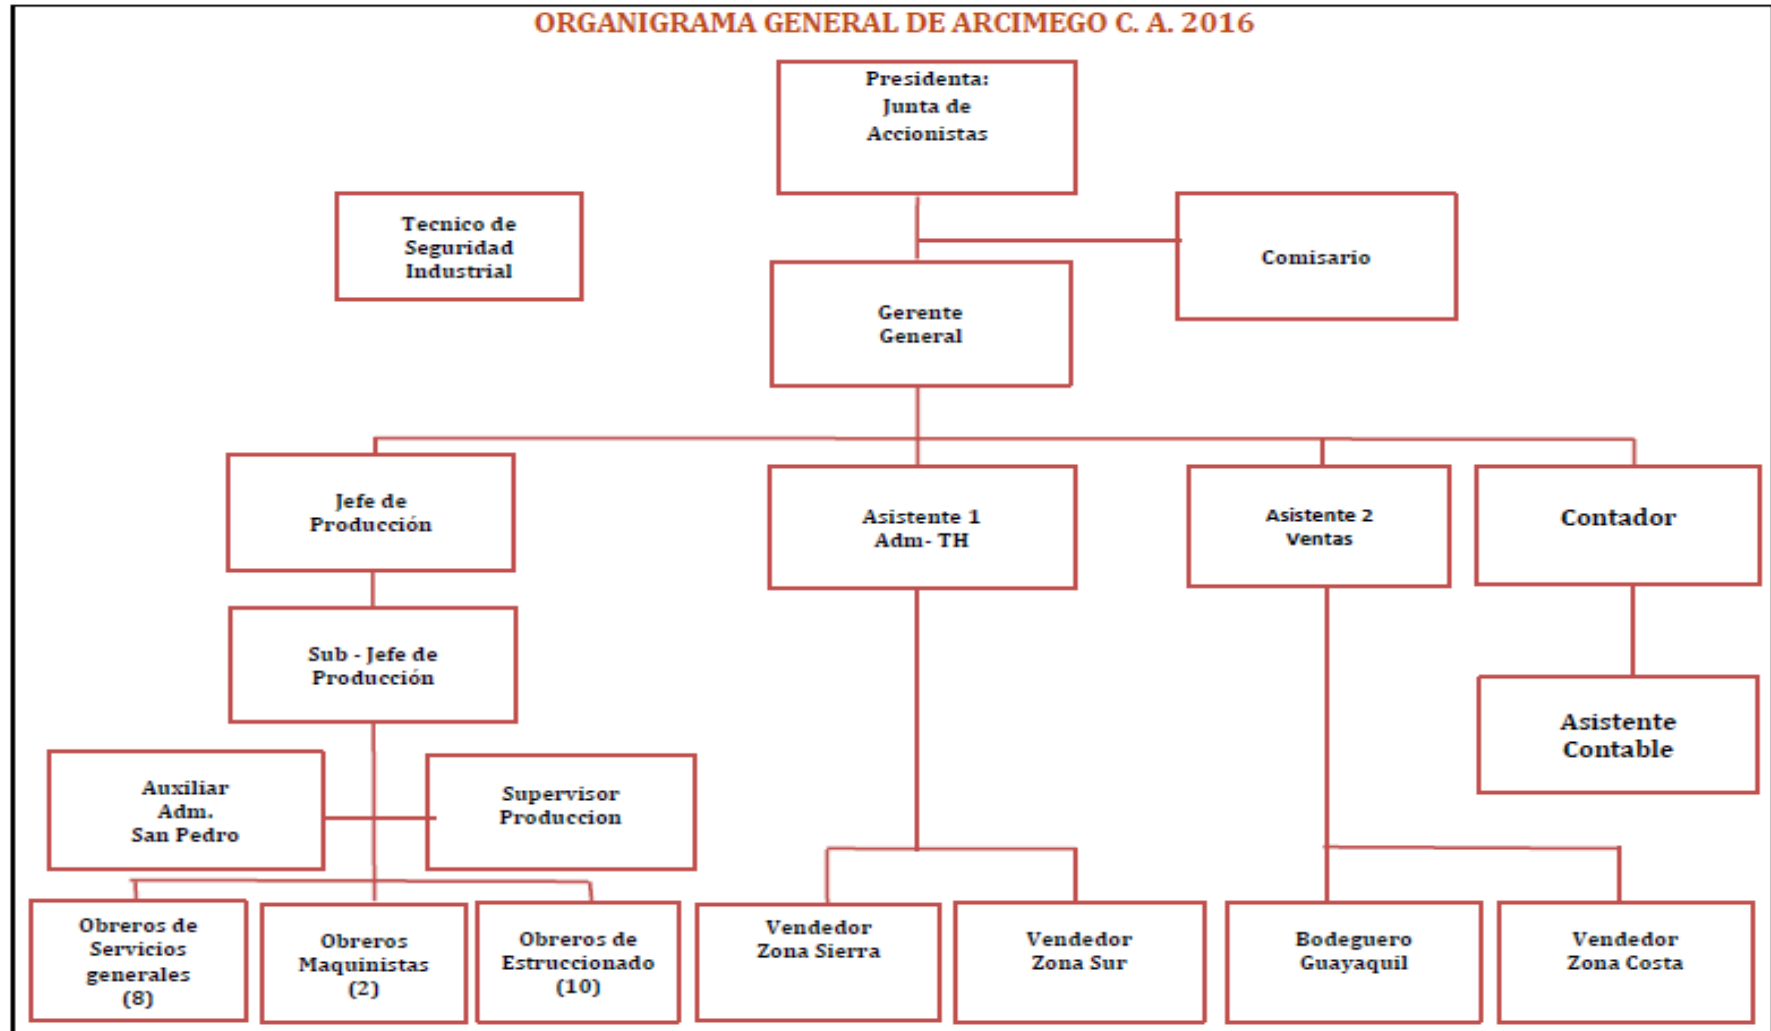 ORGANIGRAMA GENERAL DE ARCIMEGO C. A. 2016
Presidenta:
Junta de
Accionistas
Tecnico de
Seguridad
Industrial
Comisario
Gerente
General
Jefe de
Producción
Asistente 1
Adm- TH
Asistente 2
Ventas
Contador
Sub - Jefe de
Producción
Asistente
Contable
Auxiliar
Adm.
San Pedro
Supervisor
Produccion
Obreros de
Servicios
generales
(8)
Obreros
Maquinistas
(2)
Obreros de
Estruccionado
(10)
Vendedor
Zona Sierra
Vendedor
Zona Sur
Bodeguero
Guayaquil
Vendedor
Zona Costa